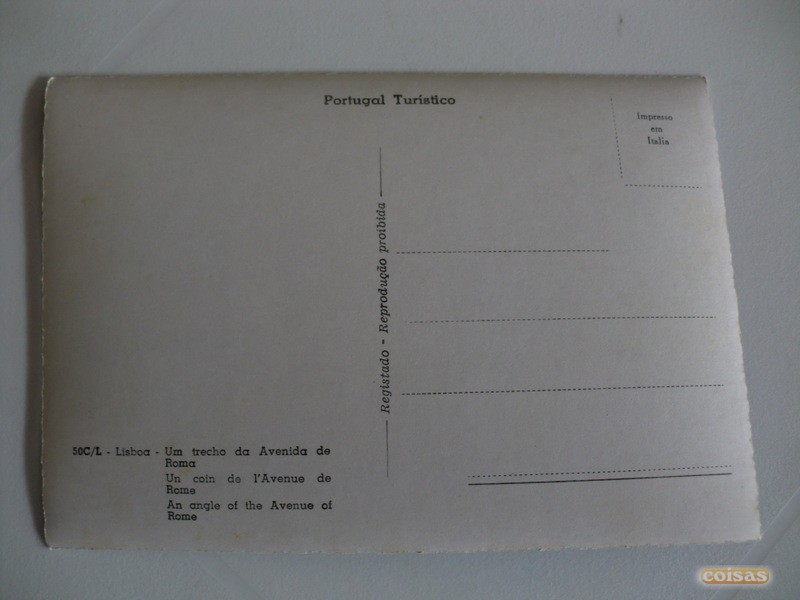 Portugal Turístico
Impresso
em
Italia
Registado - Reprodução proibida
50C/L - Lisboa - Um trecho da Avenida de
Roma
Un coin de l'Avenue de
Rome
An angle of the Avenue of
Rome
coisas